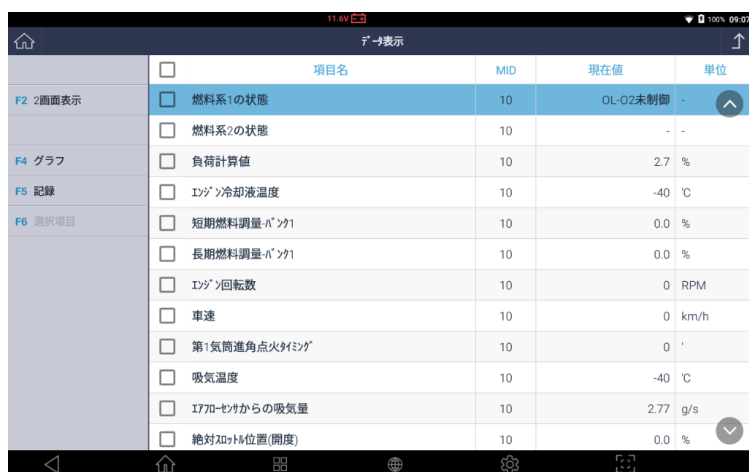 11.6V
100% 09:07
ﾃﾞｰﾀ表示
項目名 MID 現在値 単位
F2 2画面表示
F4 グラフ
F5 記録
F6 選択項目
燃料系1の状態 10 OL-O2未制御 -
燃料系2の状態 10 - -
負荷計算値 10 2.7 %
ｴﾝｼﾞﾝ冷却液温度 10 -40 ℃
短期燃料調量-ﾊﾞﾝｸ1 10 0.0 %
長期燃料調量-ﾊﾞﾝｸ1 10 0.0 %
ｴﾝｼﾞﾝ回転数 10 0 RPM
車速 10 0 km/h
第1気筒進角点火ﾀｲﾐﾝｸﾞ 10 0 '
吸気温度 10 -40 ℃
ｴｱﾌﾛｰｾﾝｻからの吸気量 10 2.77 g/s
絶対ｽﾛｯﾄﾙ位置(開度) 10 0.0 %